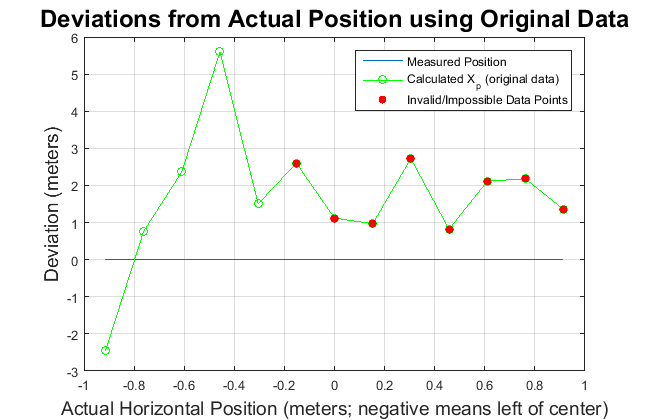 Deviations from Actual Position using Original Data
Measured Position
Calculated Xp (original data)
Invalid/Impossible Data Points
Deviation (meters)
6
5
4
3
2
1
0
-1
-2
-3
-1 -0.8 -0.6 -0.4 -0.2 0 0.2 0.4 0.6 0.8 1
Actual Horizontal Position (meters; negative means left of center)